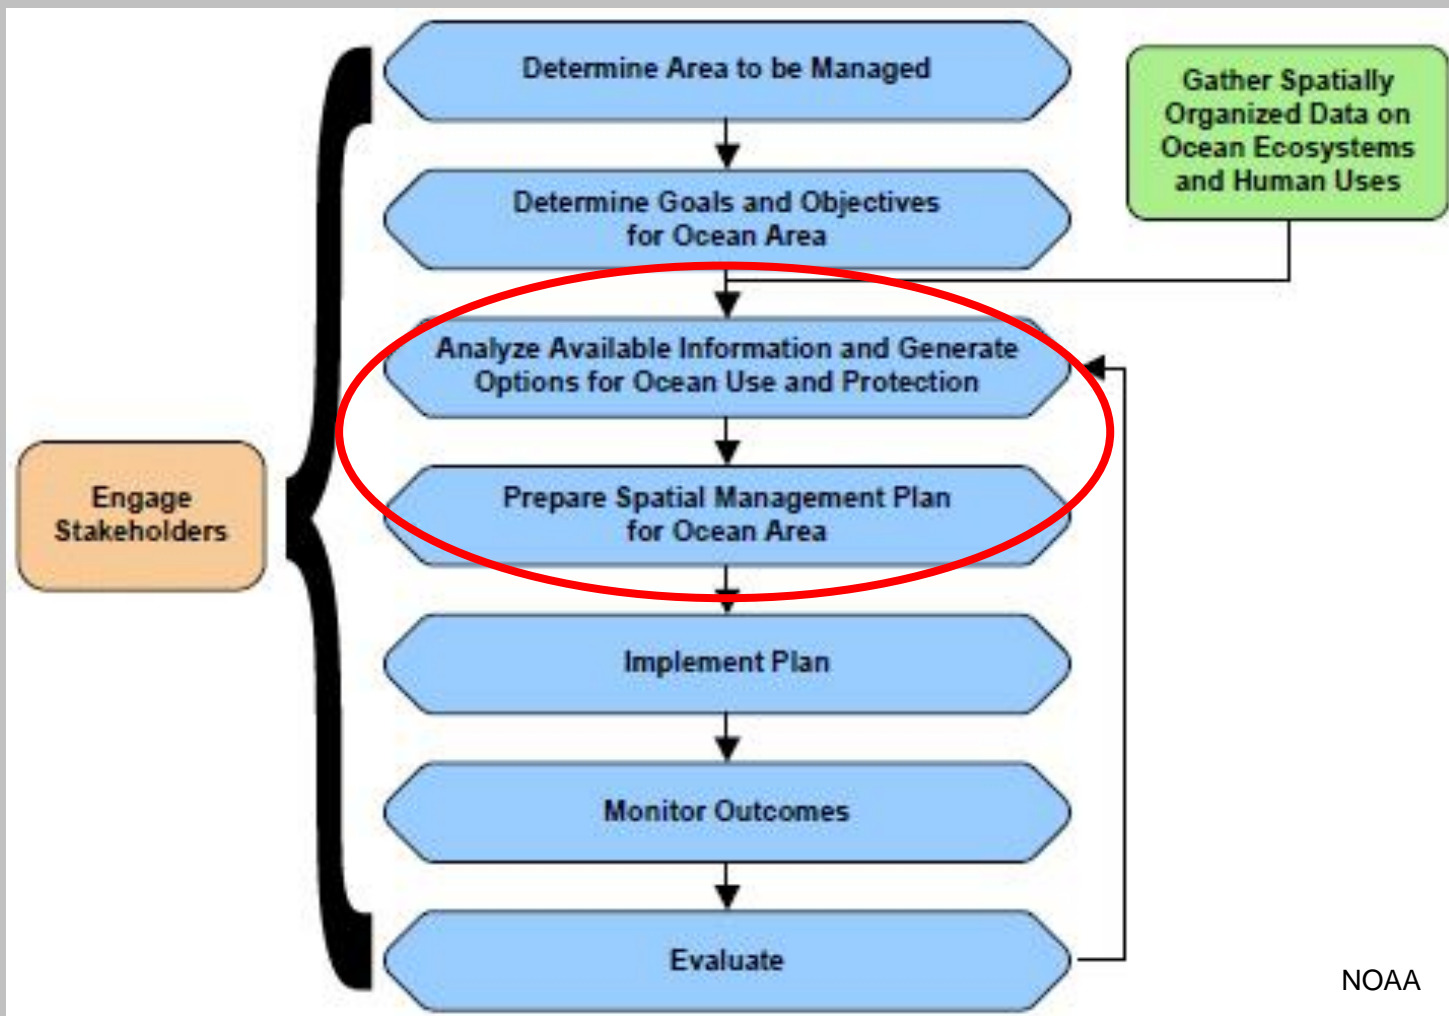 Determine Area to be Managed
Gather Spatially
Organized Data on
Ocean Ecosystems
and Human Uses
Determine Goals and Objectives
for Ocean Area
Analyze Available Information and Generate
Options for Ocean Use and Protection
Engage
Stakeholders
Prepare Spatial Management Plan
for Ocean Area
Implement Plan
Monitor Outcomes
Evaluate
NOAA